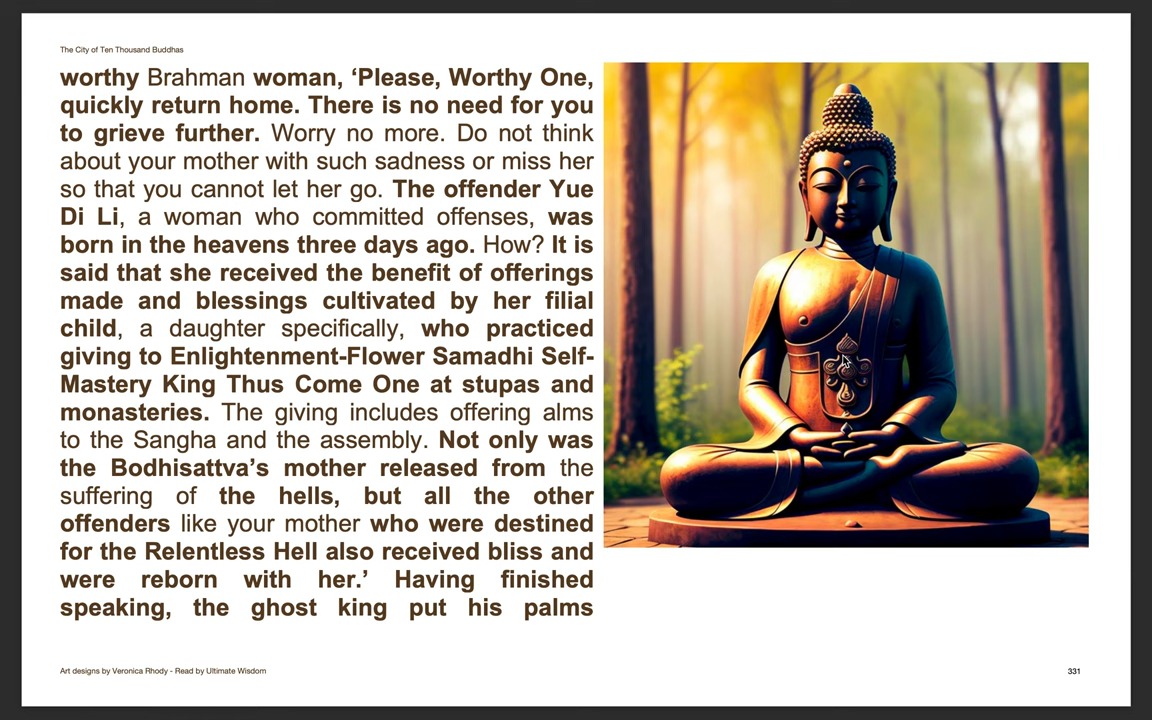 The City of Ten Thousand Buddhas
worthy Brahman woman, ‘Please, Worthy One,
quickly return home. There is no need for you
to grieve further. Worry no more. Do not think
about your mother with such sadness or miss her
so that you cannot let her go. The offender Yue
Di Li, a woman who committed offenses, was
born in the heavens three days ago. How? It is
said that she received the benefit of offerings
made and blessings cultivated by her filial
child, a daughter specifically, who practiced
giving to Enlightenment-Flower Samadhi Self-
Mastery King Thus Come One at stupas and
monasteries. The giving includes offering alms
to the Sangha and the assembly. Not only was
the Bodhisattva’s mother released from the
suffering of the hells, but all the other
offenders like your mother who were destined
for the Relentless Hell also received bliss and
were reborn with her.’ Having finished
speaking, the ghost king put his palms
Art designs by Veronica Rhody - Read by Ultimate Wisdom
331